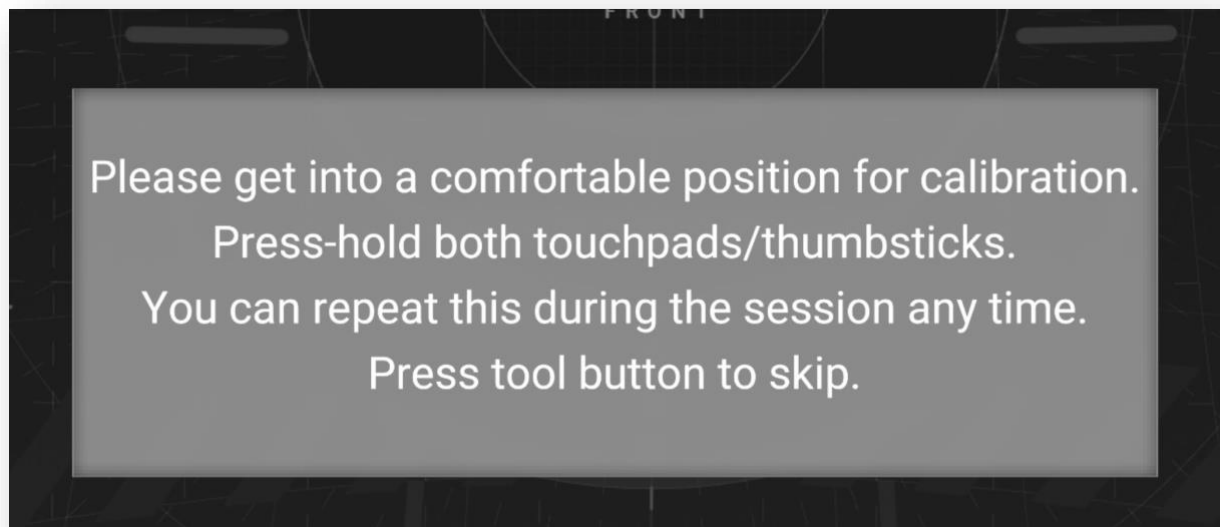 FRONT
Please get into a comfortable position for calibration.
Press-hold both touchpads/thumbsticks.
You can repeat this during the session any time.
Press tool button to skip.